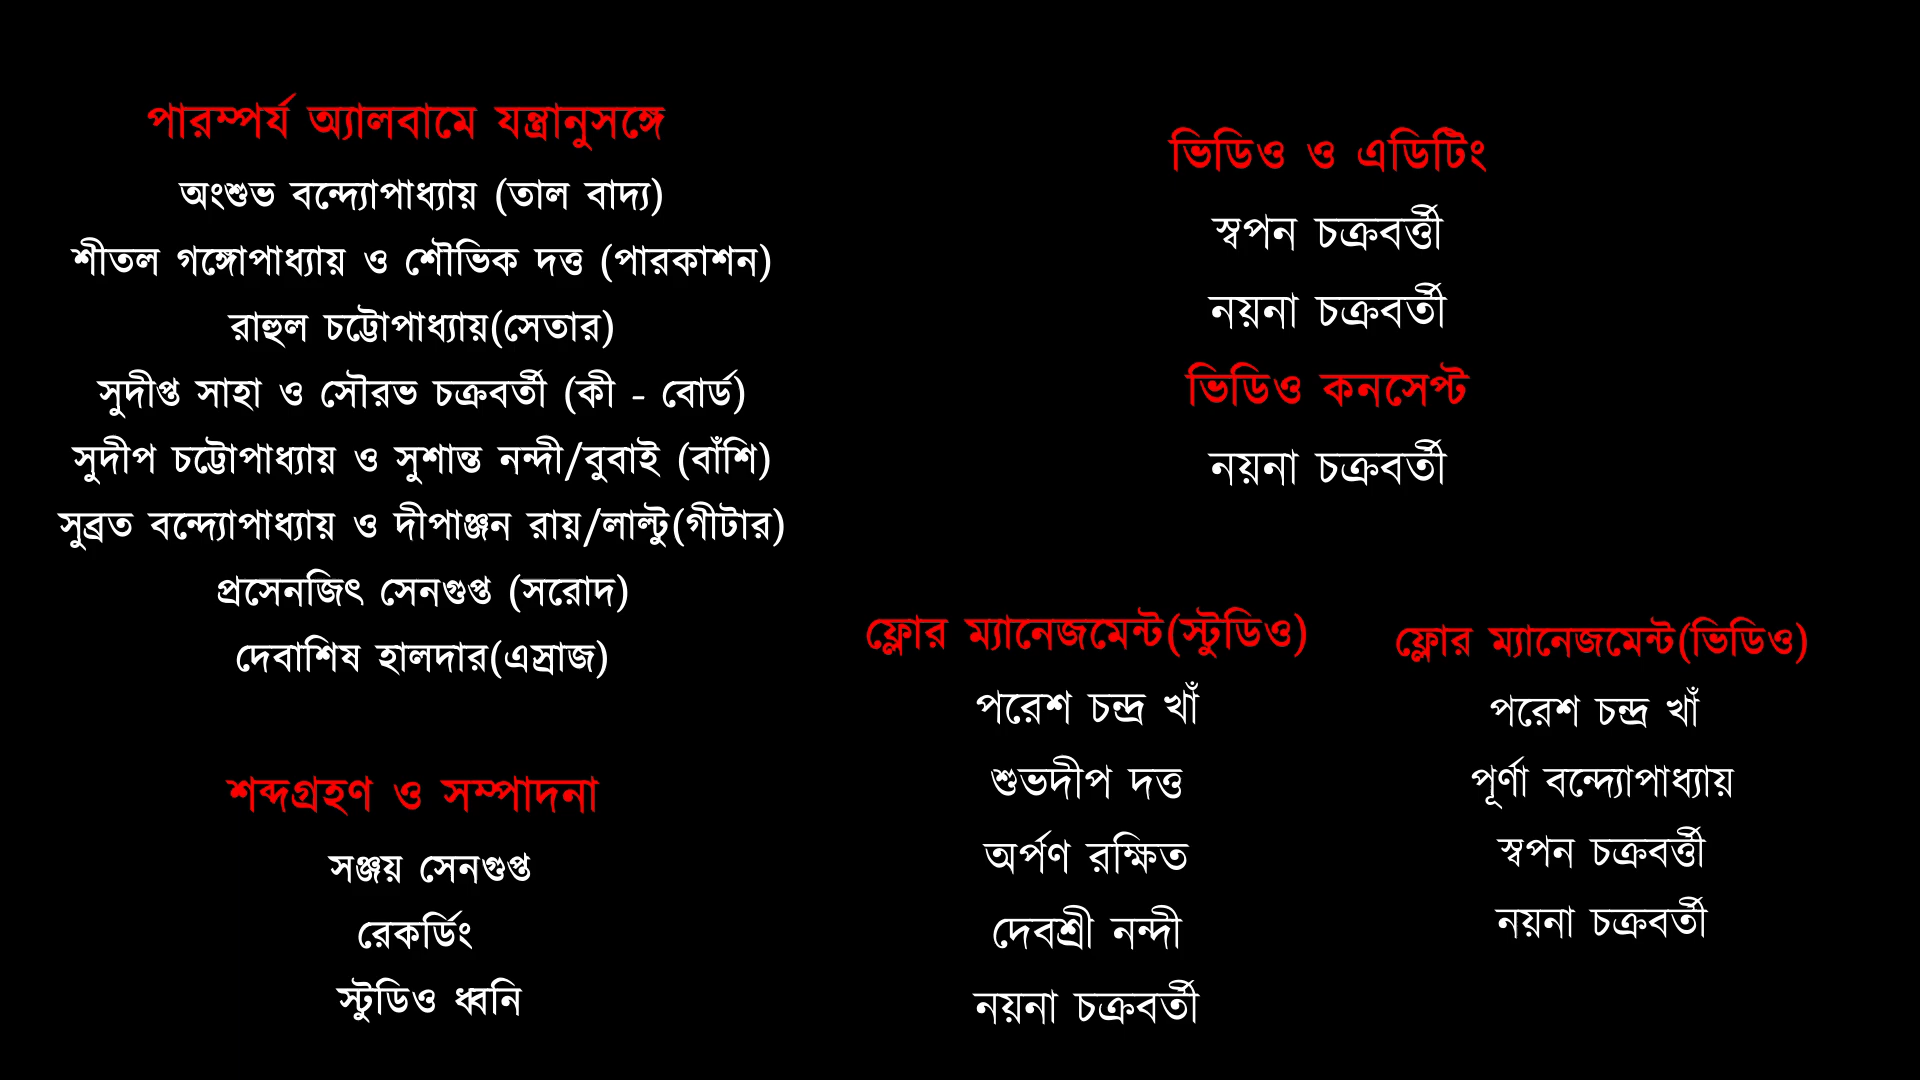 পারম্পর্য অ্যালবামে যন্ত্রানুসঙ্গে
অংশুভ বন্দ্যোপাধ্যায় (তাল বাদ্য)
শীতল গঙ্গোপাধ্যায় ও শৌভিক দত্ত (পারকাশন)
রাহুল চট্টোপাধ্যায়(সেতার)
সুদীপ্ত সাহা ও সৌরভ চক্রবর্তী (কী - বোর্ড)
সুদীপ চট্টোপাধ্যায় ও সুশান্ত নন্দী/বুবাই (বাঁশি)
সুব্রত বন্দ্যোপাধ্যায় ও দীপাঞ্জন রায়/লাল্টু(গীটার)
প্রসেনজিৎ সেনগুপ্ত (সরোদ)
দেবাশিষ হালদার(এস্রাজ)
শব্দগ্রহণ ও সম্পাদনা
সঞ্জয় সেনগুপ্ত
রেকর্ডিং
স্টুডিও ধ্বনি
ভিডিও ও এডিটিং
স্বপন চক্রবর্ত্তী
নয়না চক্রবর্তী
ভিডিও কনসেপ্ট
নয়না চক্রবর্তী
ফ্লোর ম্যানেজমেন্ট(স্টুডিও)
পরেশ চন্দ্র খাঁ
শুভদীপ দত্ত
অর্পণ রক্ষিত
দেবশ্রী নন্দী
নয়না চক্রবর্তী
ফ্লোর ম্যানেজমেন্ট(ভিডিও)
পরেশ চন্দ্র খাঁ
পূর্ণা বন্দ্যোপাধ্যায়
স্বপন চক্রবর্ত্তী
নয়না চক্রবর্তী